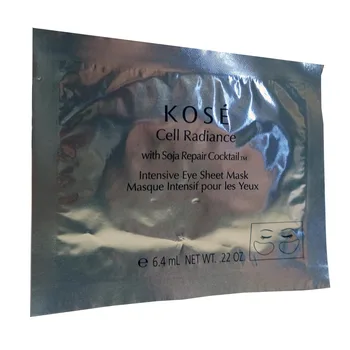 KOSÉ
Cell Radiance
with Soja Repair Cocktail™
Intensive Eye Sheet Mask
Masque Intensif pour les Yeux
℮ 6.4 mL NET WT. .22 OZ.